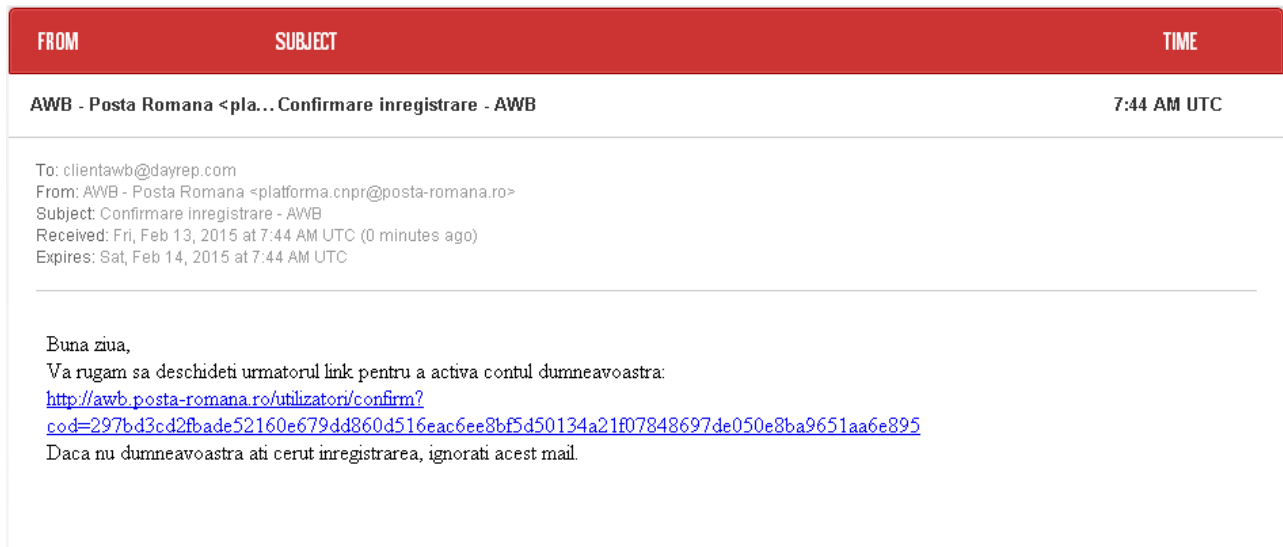 FROM SUBJECT TIME
AWB - Posta Romana <pla... Confirmare inregistrare - AWB 7:44 AM UTC
To: clientawb@dayrep.com
From: AWB - Posta Romana <platforma.cnpr@posta-romana.ro>
Subject: Confirmare inregistrare - AWB
Received: Fri, Feb 13, 2015 at 7:44 AM UTC (0 minutes ago)
Expires: Sat, Feb 14, 2015 at 7:44 AM UTC
Buna ziua,
Va rugam sa deschideti urmatorul link pentru a activa contul dumneavoastra:
http://awb.posta-romana.ro/utilizatori/confirm?
cod=297bd3cd2fbade52160e679dd860d516eac6ee8bf5d50134a21f07848697de050e8ba9651aa6e895
Daca nu dumneavoastra ati cerut inregistrarea, ignorati acest mail.